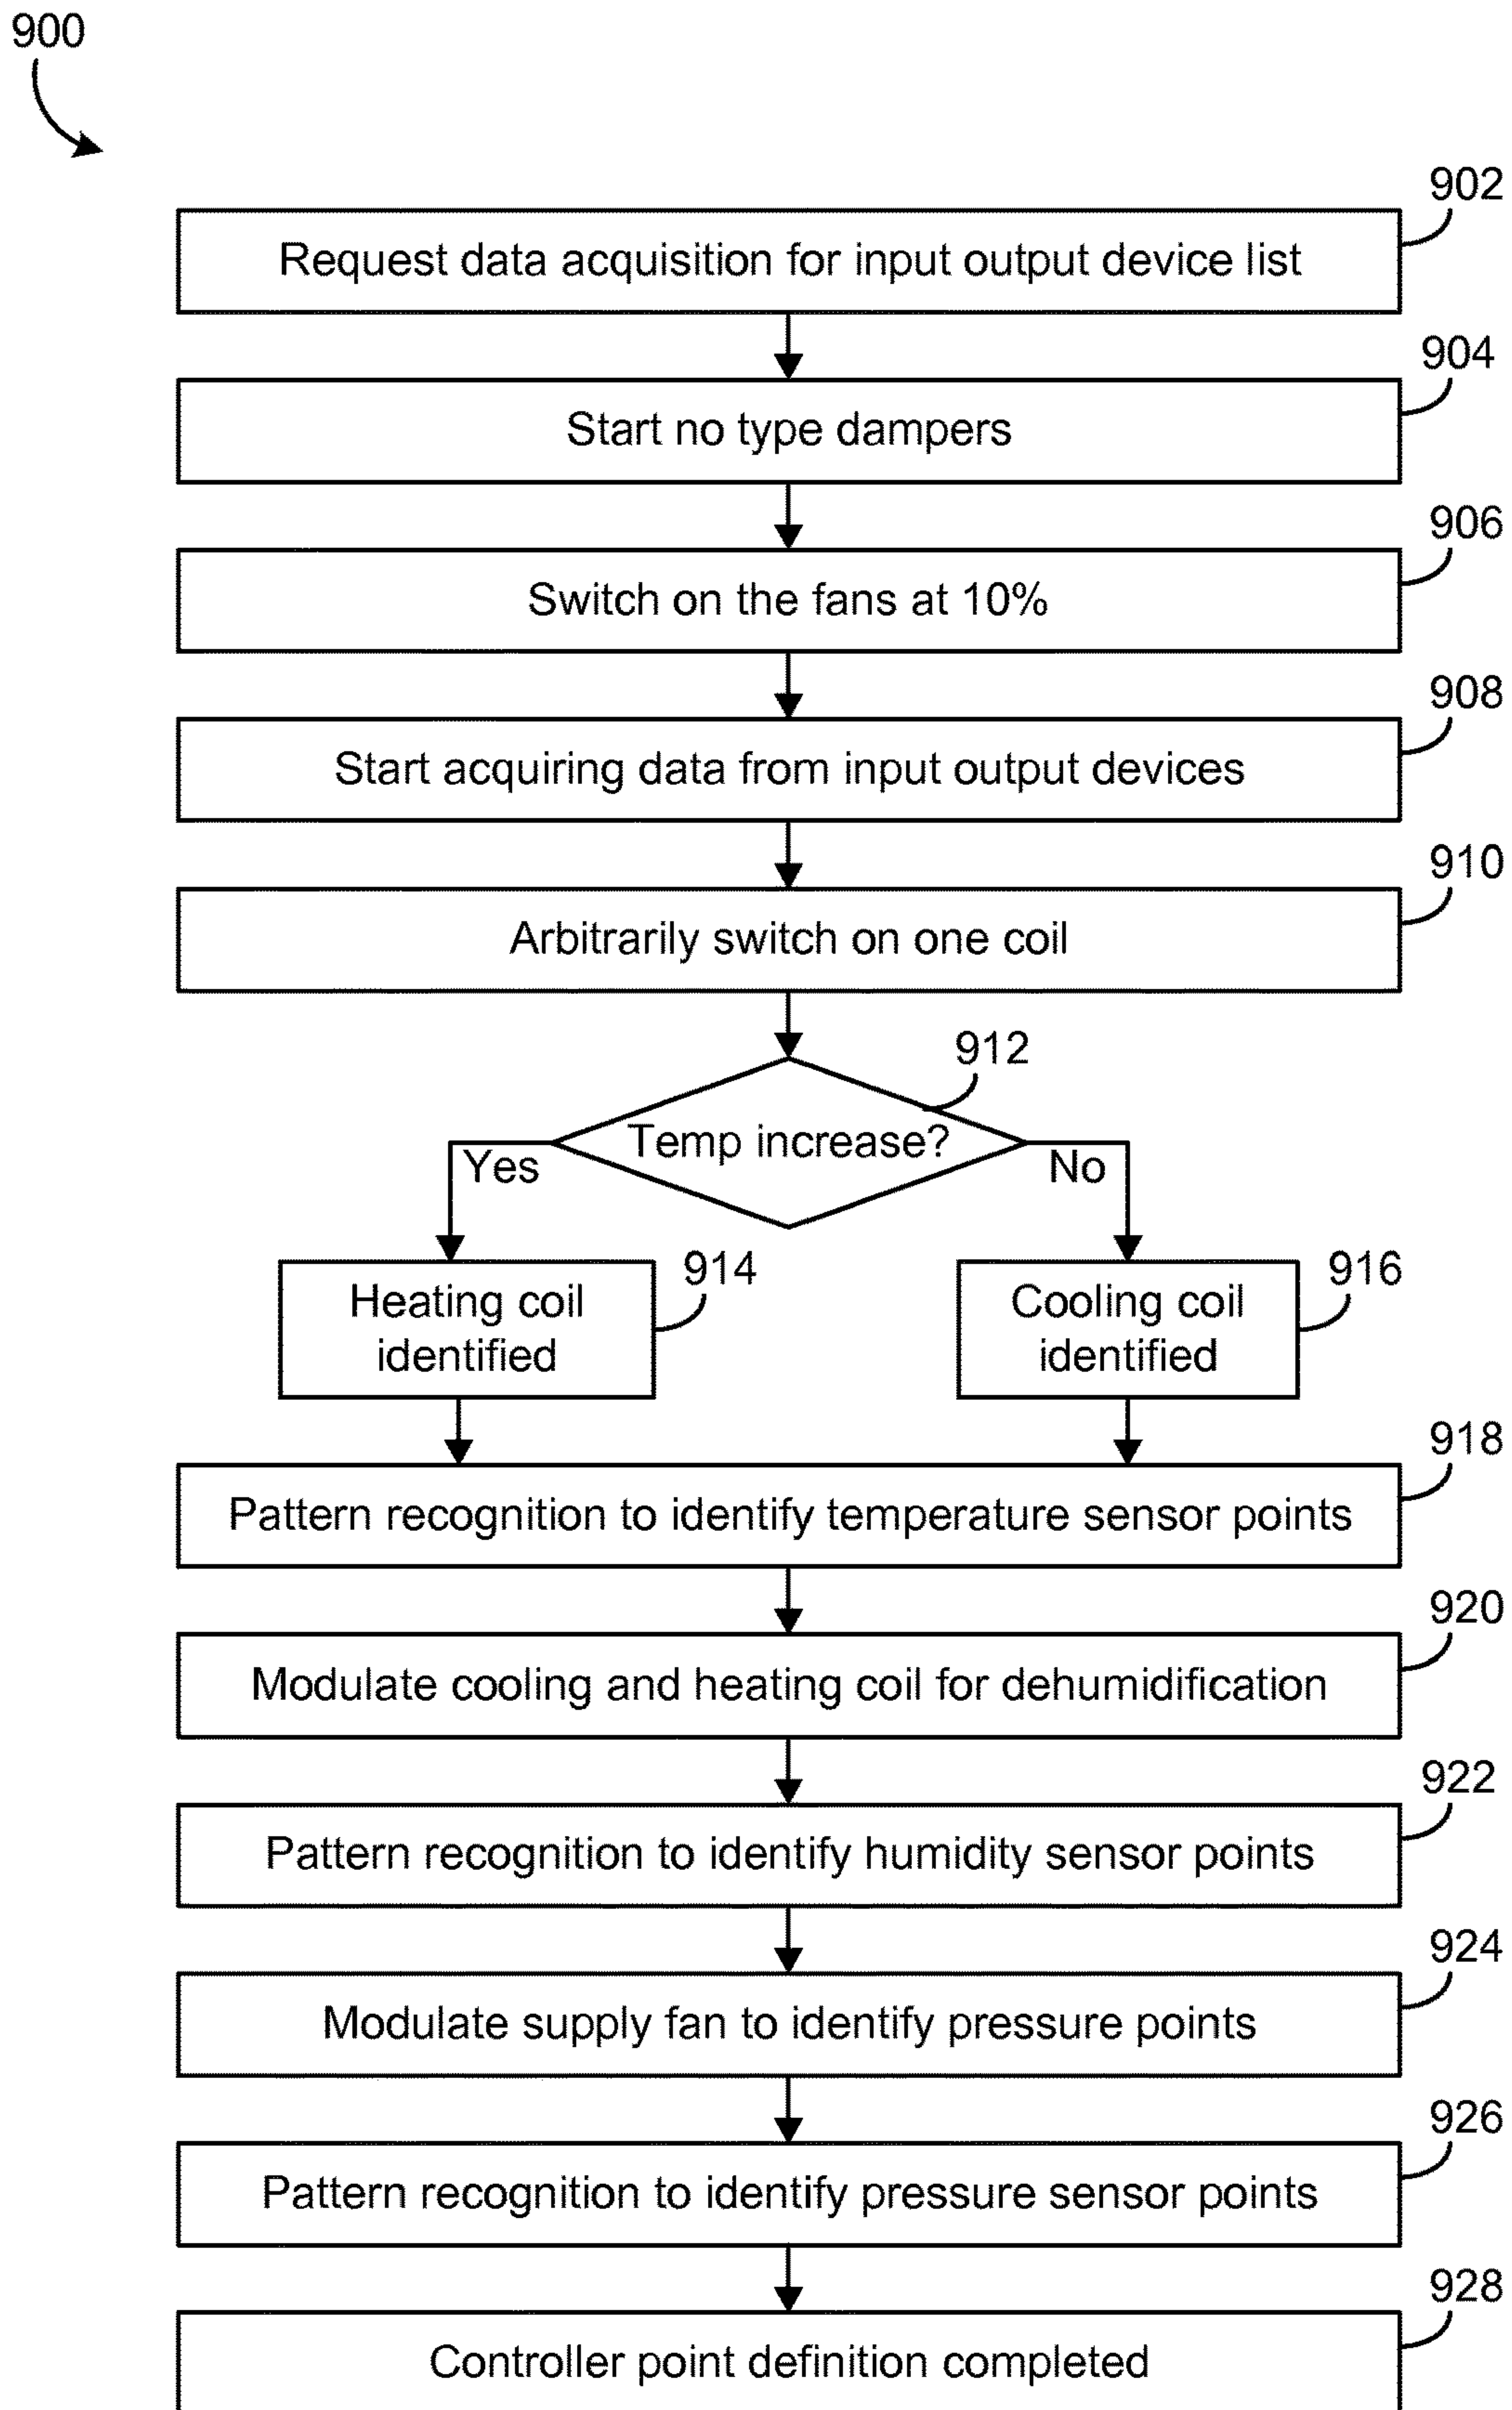 900
902
Request data acquisition for input output device list
904
Start no type dampers
906
Switch on the fans at 10%
908
Start acquiring data from input output devices
910
Arbitrarily switch on one coil
912
Temp increase?
Yes
No
914
Heating coil
identified
916
Cooling coil
identified
918
Pattern recognition to identify temperature sensor points
920
Modulate cooling and heating coil for dehumidification
922
Pattern recognition to identify humidity sensor points
924
Modulate supply fan to identify pressure points
926
Pattern recognition to identify pressure sensor points
928
Controller point definition completed